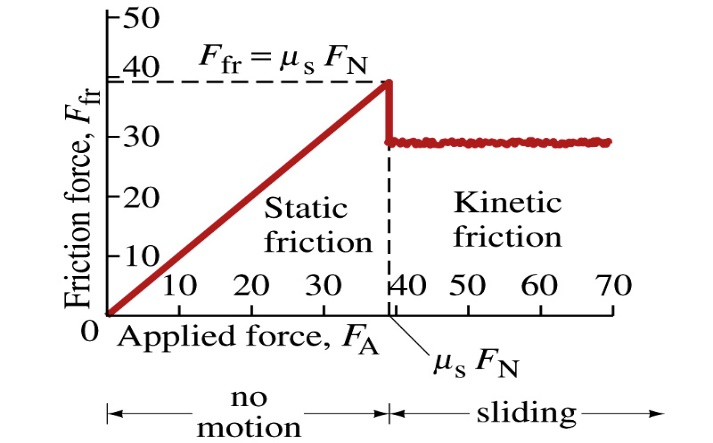 50
40
30
20
10
Friction force, F_fr
F_fr = μ_s F_N
Static
friction
Kinetic
friction
10 20 30 40 50 60 70
0
Applied force, F_A
μ_s F_N
no
motion
sliding